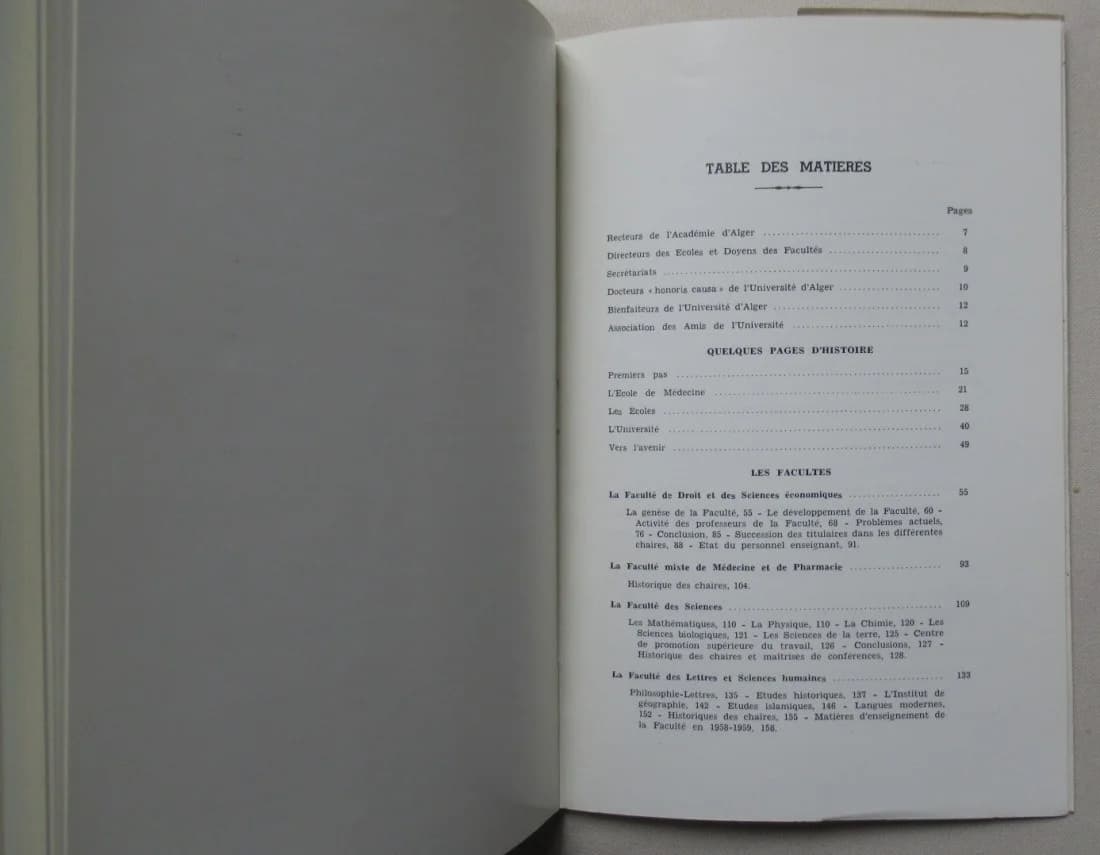 TABLE DES MATIERES
Pages
Recteurs de l'Académie d'Alger ........ 7
Directeurs des Ecoles et Doyens des Facultés ........ 8
Secrétariats ........ 9
Docteurs « honoris causa » de l'Université d'Alger ........ 10
Bienfaiteurs de l'Université d'Alger ........ 12
Association des Amis de l'Université ........ 12
QUELQUES PAGES D'HISTOIRE
Premiers pas ........ 15
L'Ecole de Médecine ........ 21
Les Ecoles ........ 28
L'Université ........ 40
Vers l'avenir ........ 49
LES FACULTES
La Faculté de Droit et des Sciences économiques ........ 55
La genèse de la Faculté, 55 - Le développement de la Faculté, 60 -
Activité des professeurs de la Faculté, 68 - Problèmes actuels,
76 - Conclusion, 85 - Succession des titulaires dans les différentes
chaires, 88 - Etat du personnel enseignant, 91.
La Faculté mixte de Médecine et de Pharmacie ........ 93
Historique des chaires, 104.
La Faculté des Sciences ........ 109
Les Mathématiques, 110 - La Physique, 110 - La Chimie, 120 - Les
Sciences biologiques, 121 - Les Sciences de la terre, 125 - Centre
de promotion supérieure du travail, 126 - Conclusions, 127 -
Historique des chaires et maîtrises de conférences, 128.
La Faculté des Lettres et Sciences humaines ........ 133
Philosophie-Lettres, 135 - Etudes historiques, 137 - L'Institut de
géographie, 142 - Etudes islamiques, 146 - Langues modernes,
152 - Historiques des chaires, 155 - Matières d'enseignement de
la Faculté en 1958-1959, 158.